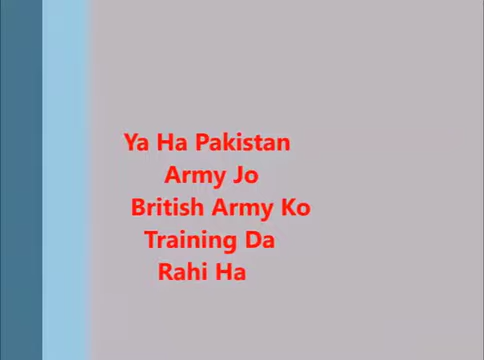 Ya Ha Pakistan
Army Jo
British Army Ko
Training Da
Rahi Ha